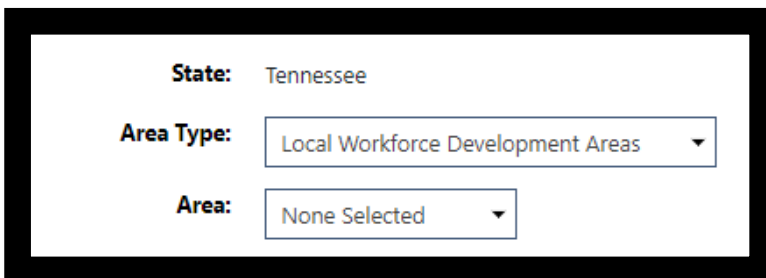 State: Tennessee
Area Type: Local Workforce Development Areas
Area: None Selected